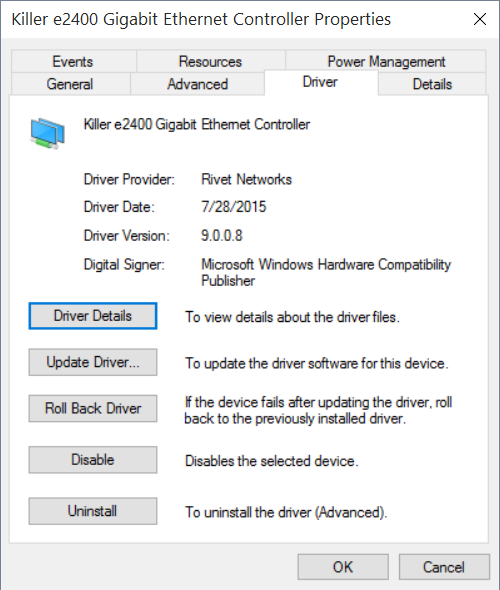 Killer e2400 Gigabit Ethernet Controller Properties
Events Resources Power Management
General Advanced Driver Details
Killer e2400 Gigabit Ethernet Controller
Driver Provider: Rivet Networks
Driver Date: 7/28/2015
Driver Version: 9.0.0.8
Digital Signer: Microsoft Windows Hardware Compatibility
Publisher
Driver Details To view details about the driver files.
Update Driver... To update the driver software for this device.
Roll Back Driver If the device fails after updating the driver, roll
back to the previously installed driver.
Disable Disables the selected device.
Uninstall To uninstall the driver (Advanced).
OK Cancel